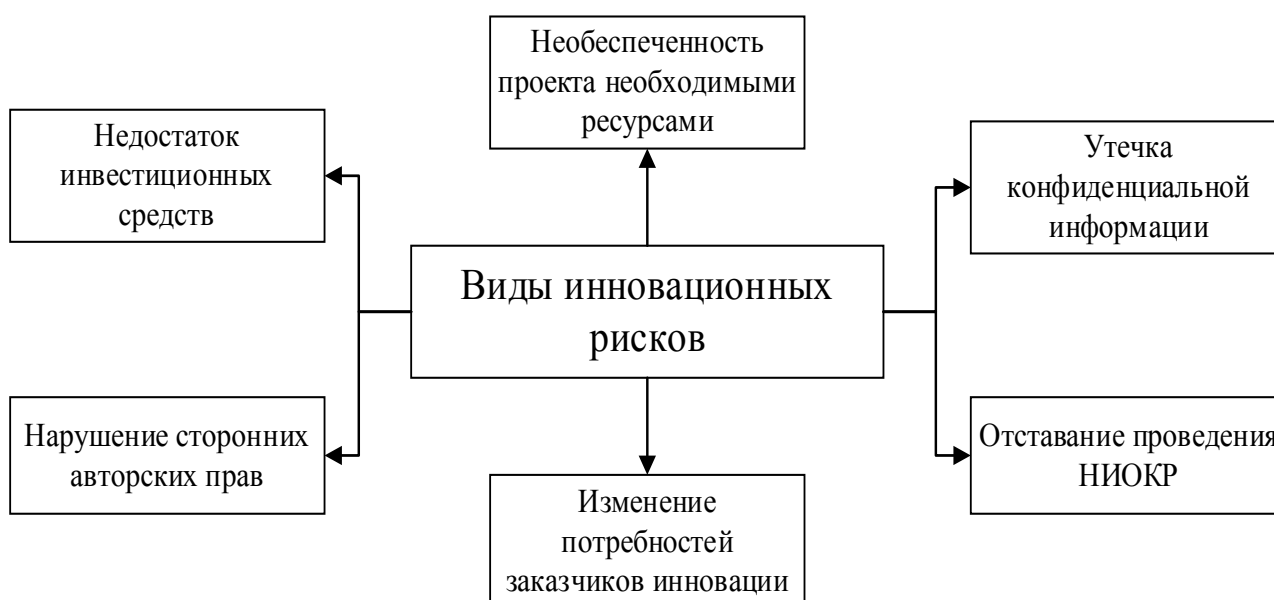 Необеспеченность
проекта необходимыми
ресурсами
Недостаток
инвестиционных
средств
Утечка
конфиденциальной
информации
Виды инновационных
рисков
Нарушение сторонних
авторских прав
Отставание проведения
НИОКР
Изменение
потребностей
заказчиков инновации